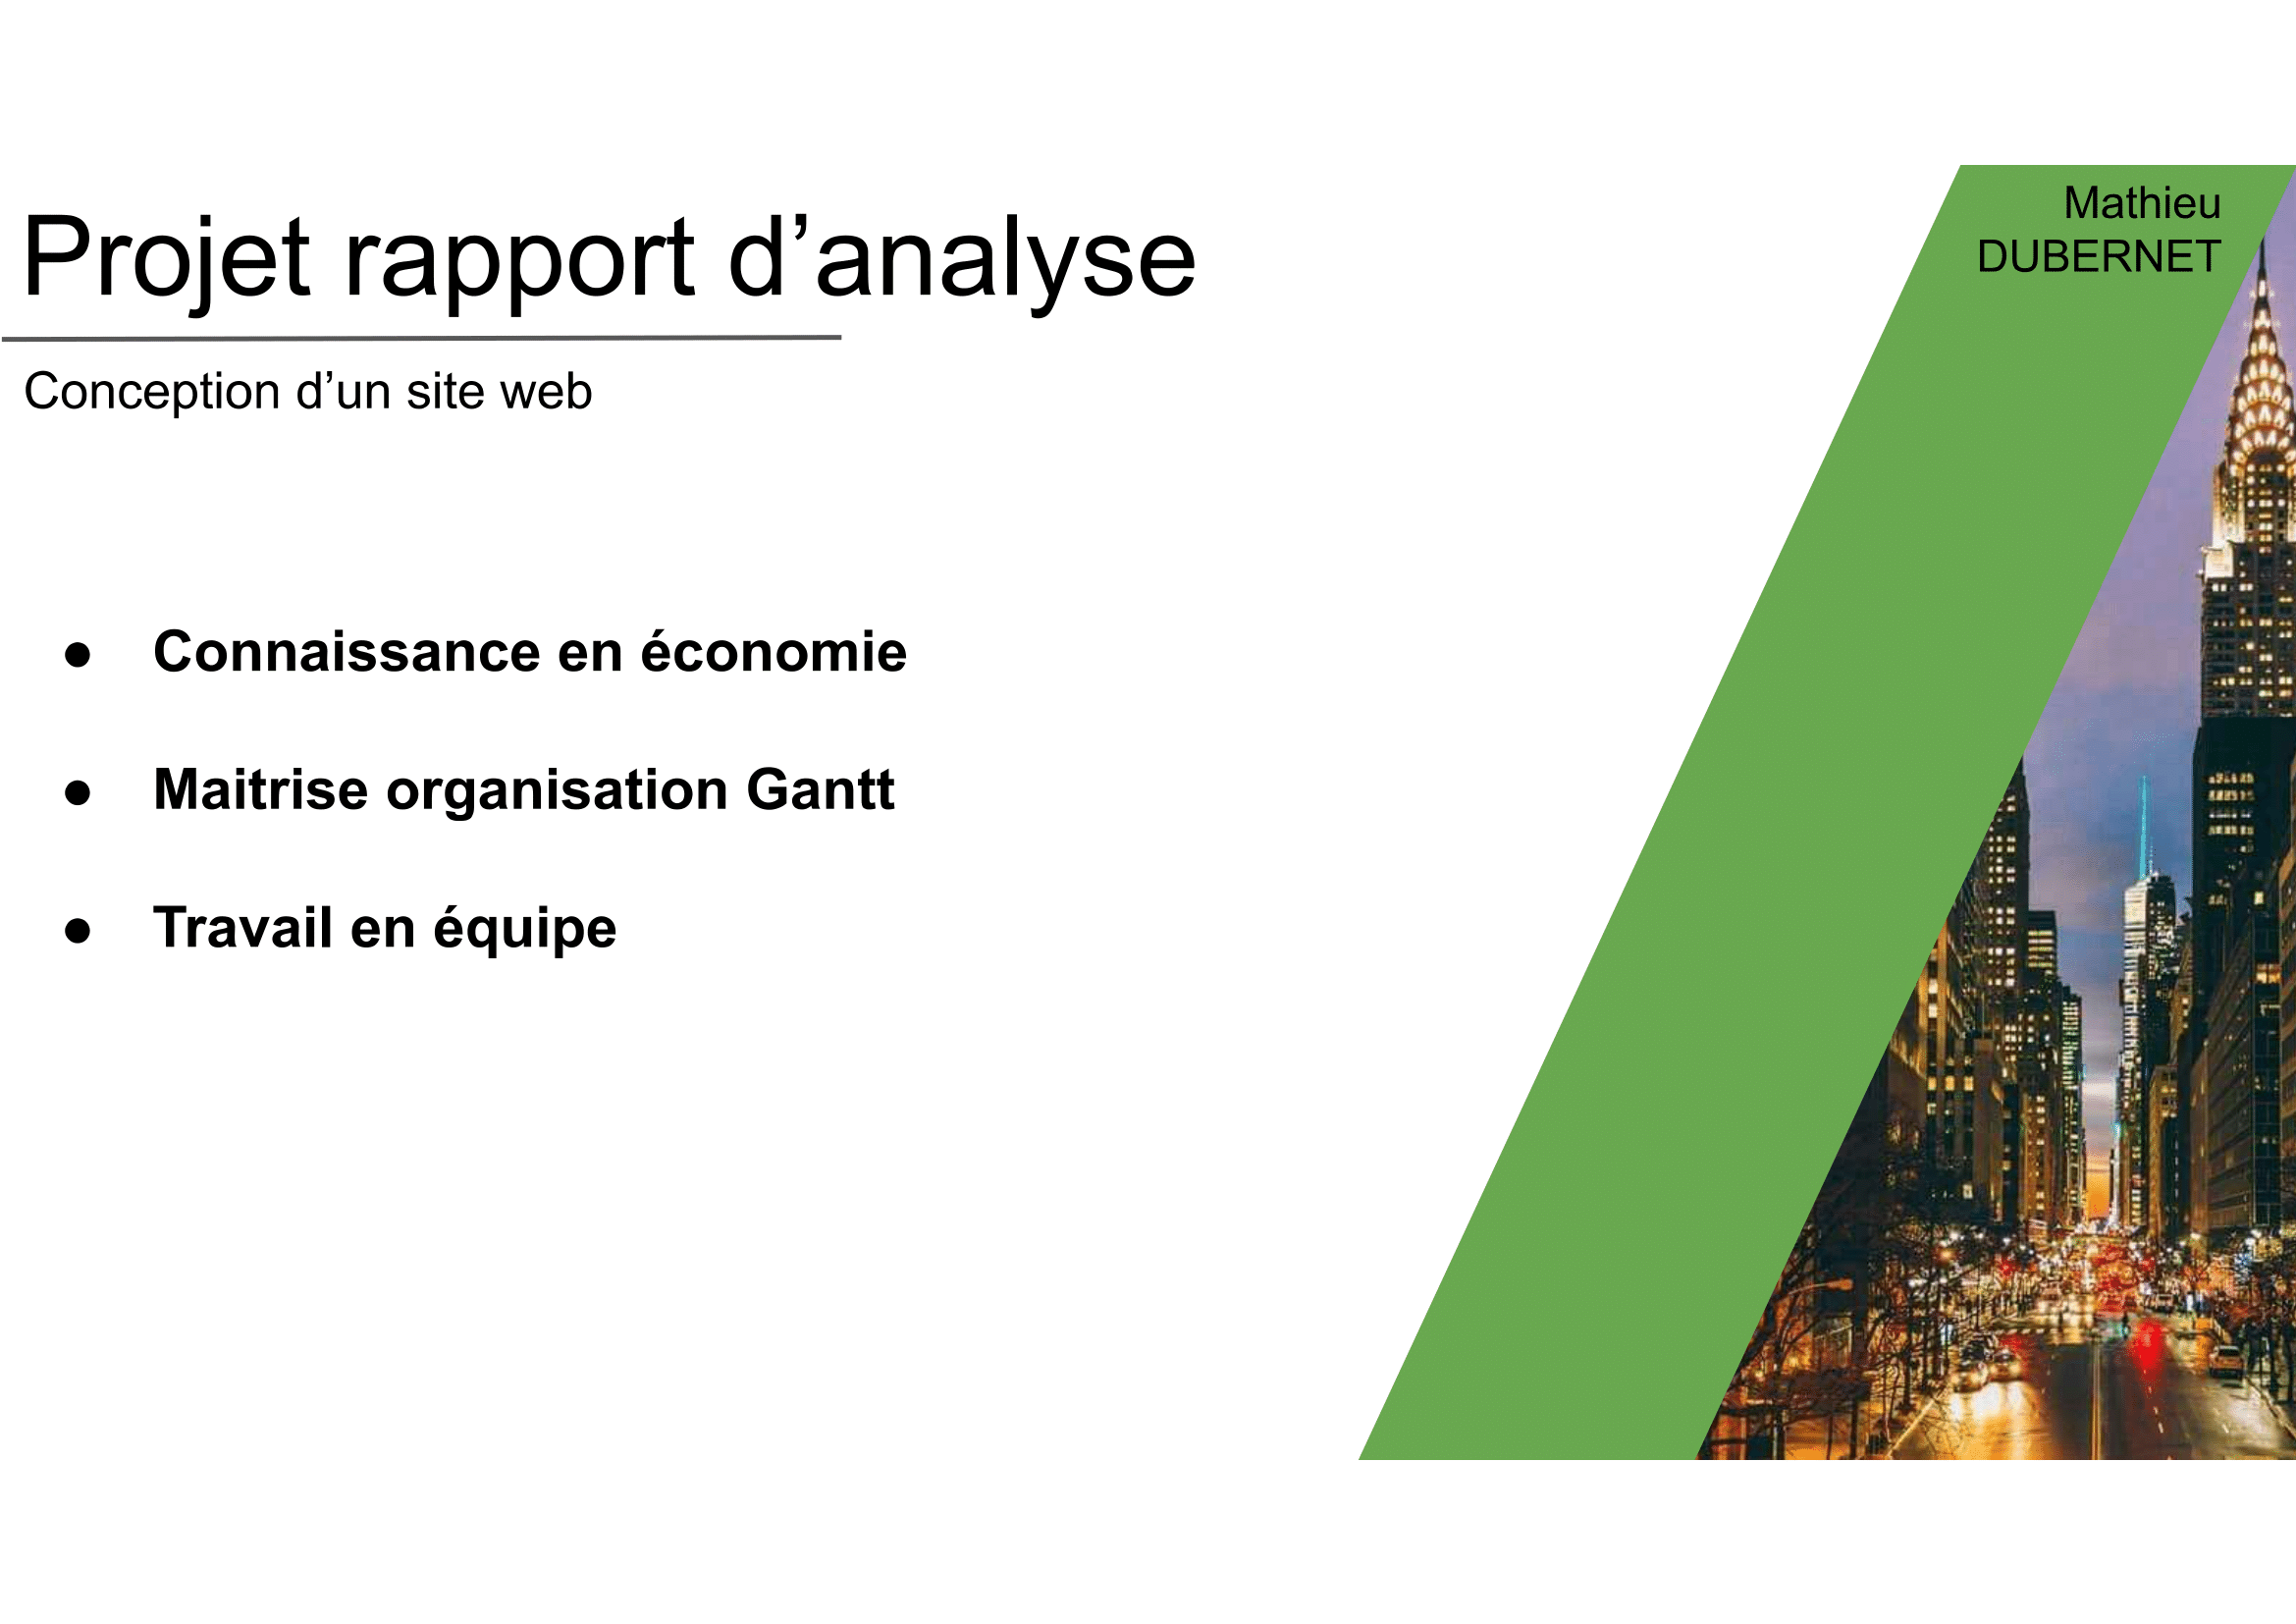 Projet rapport d’analyse
Conception d’un site web
Mathieu
DUBERNET
● Connaissance en économie
● Maitrise organisation Gantt
● Travail en équipe